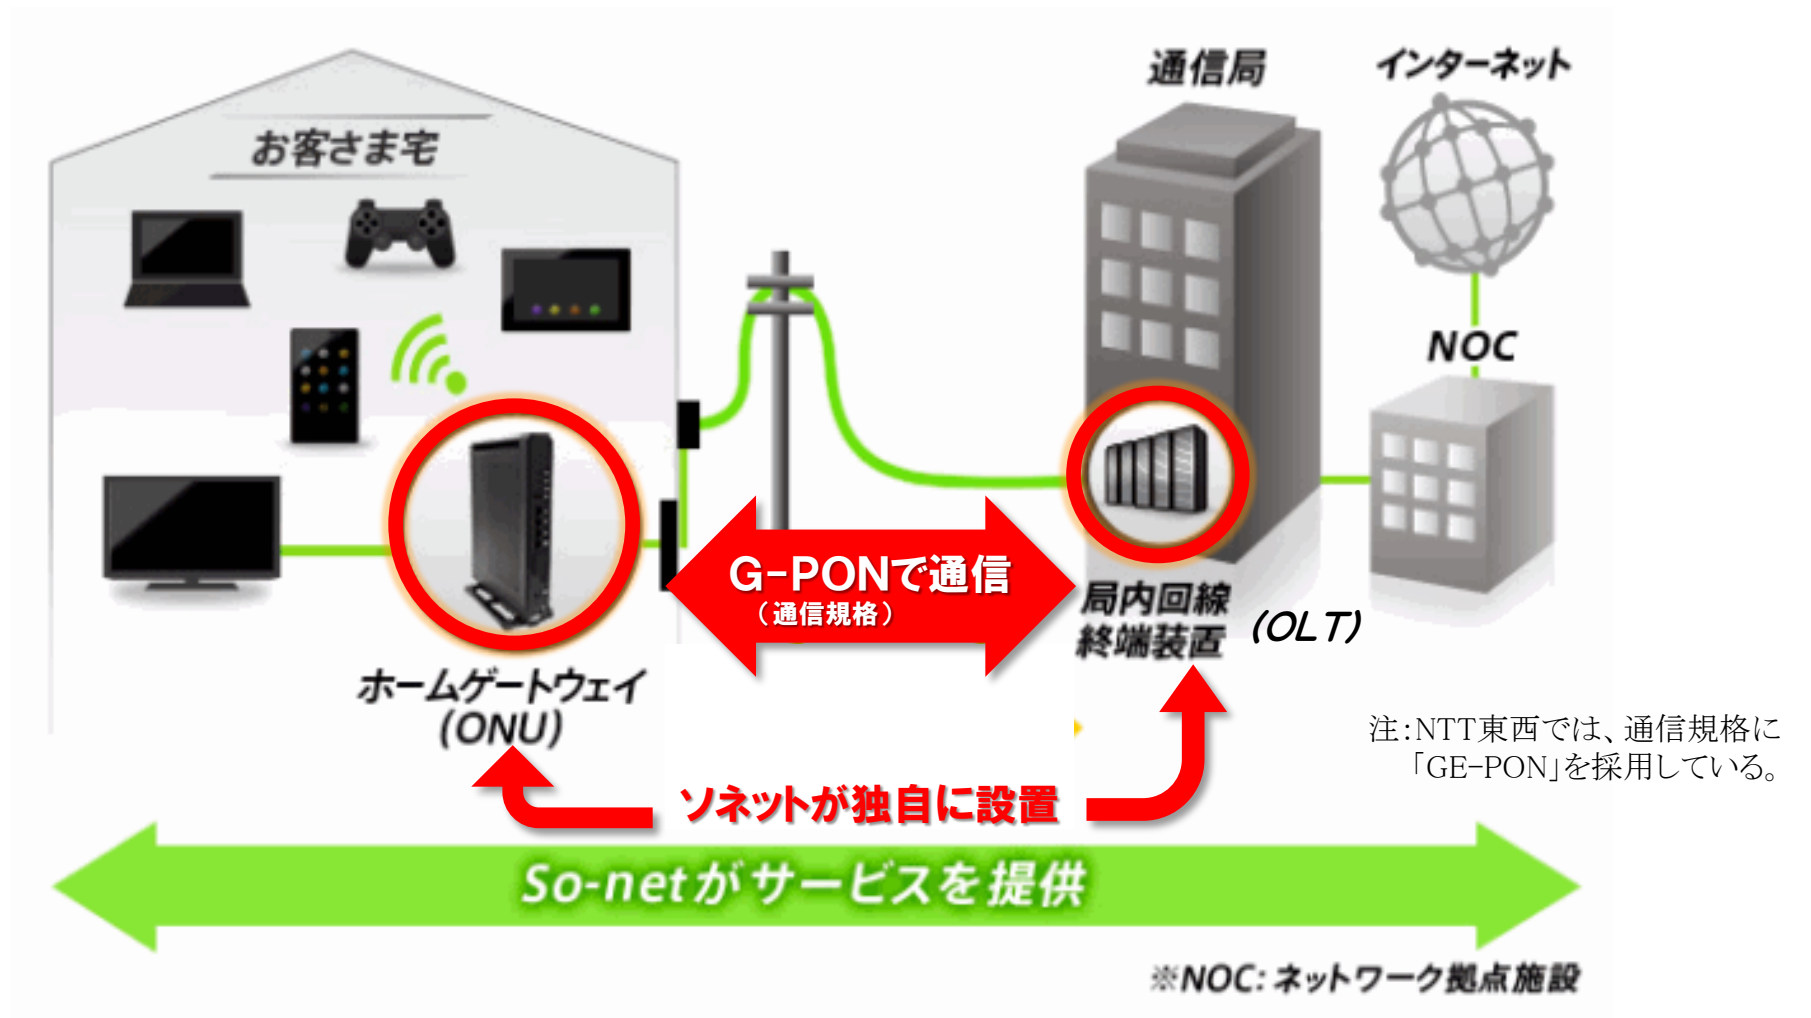 お客さま宅
通信局
インターネット
NOC
G-PONで通信
（通信規格）
局内回線
終端装置
(OLT)
ホームゲートウェイ
(ONU)
注：NTT東西では、通信規格に
「GE-PON」を採用している。
ソネットが独自に設置
So-netがサービスを提供
※NOC：ネットワーク拠点施設